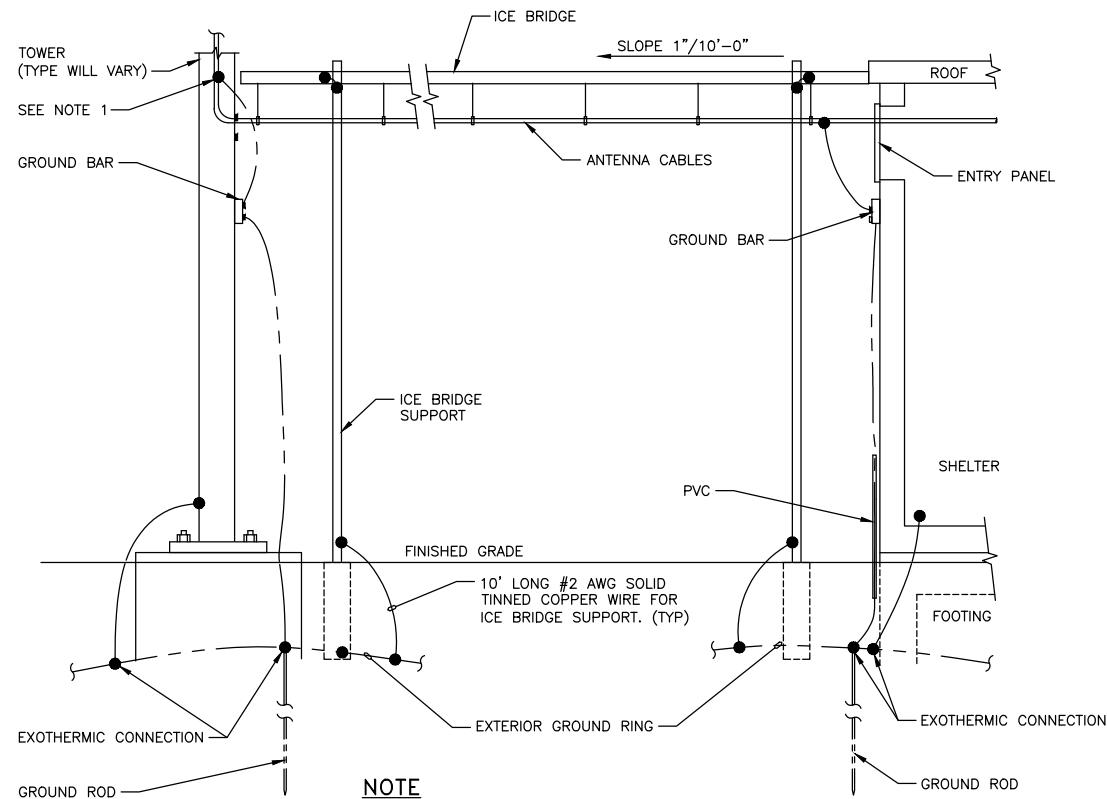 ICE BRIDGE
TOWER
(TYPE WILL VARY)
SLOPE 1"/10'-0"
ROOF
SEE NOTE 1
ANTENNA CABLES
GROUND BAR
ENTRY PANEL
GROUND BAR
ICE BRIDGE
SUPPORT
SHELTER
PVC
FINISHED GRADE
10' LONG #2 AWG SOLID
TINNED COPPER WIRE FOR
ICE BRIDGE SUPPORT. (TYP)
FOOTING
EXTERIOR GROUND RING
EXOTHERMIC CONNECTION
EXOTHERMIC CONNECTION
GROUND ROD
GROUND ROD
NOTE